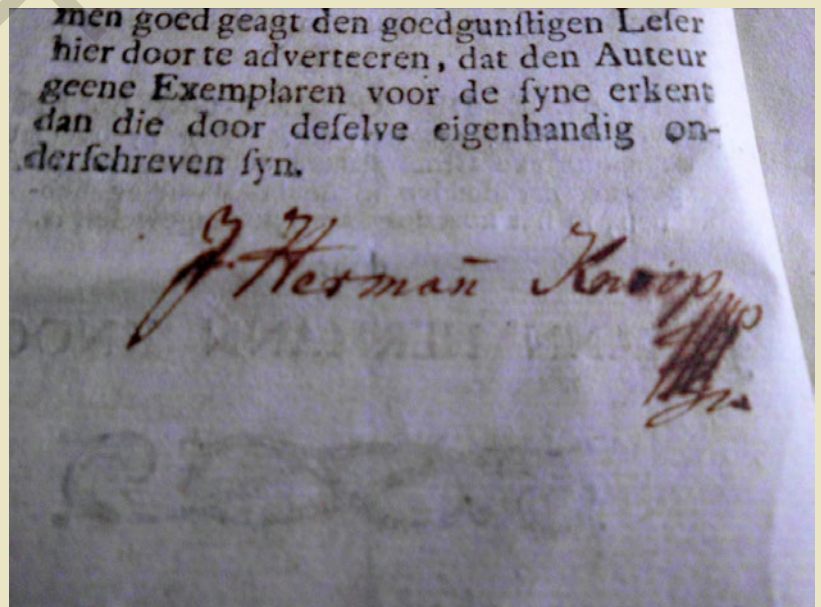 men goed geagt den goedgunſtigen Leſer
hier door te adverteeren, dat den Auteur
geene Exemplaren voor de ſyne erkent
dan die door deſelve eigenhandig on-
derſchreven ſyn.
J. Herman̄ Knoop